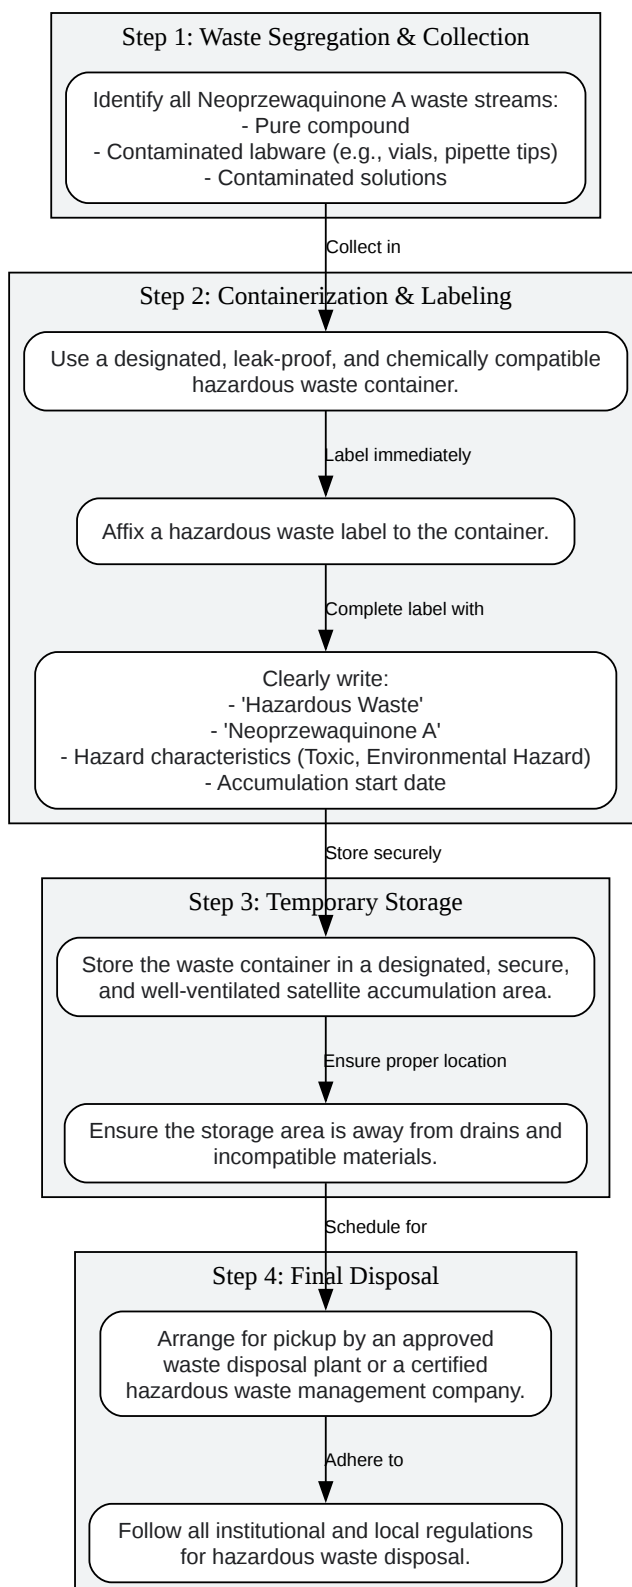 Step 1: Waste Segregation & Collection
Identify all Neoprzewaquinone A waste streams:
- Pure compound
- Contaminated labware (e.g., vials, pipette tips)
- Contaminated solutions
Collect in
Step 2: Containerization & Labeling
Use a designated, leak-proof, and chemically compatible
hazardous waste container.
Label immediately
Affix a hazardous waste label to the container.
Complete label with
Clearly write:
- 'Hazardous Waste'
- 'Neoprzewaquinone A'
- Hazard characteristics (Toxic, Environmental Hazard)
- Accumulation start date
Store securely
Step 3: Temporary Storage
Store the waste container in a designated, secure,
and well-ventilated satellite accumulation area.
Ensure proper location
Ensure the storage area is away from drains and
incompatible materials.
Schedule for
Step 4: Final Disposal
Arrange for pickup by an approved
waste disposal plant or a certified
hazardous waste management company.
Adhere to
Follow all institutional and local regulations
for hazardous waste disposal.